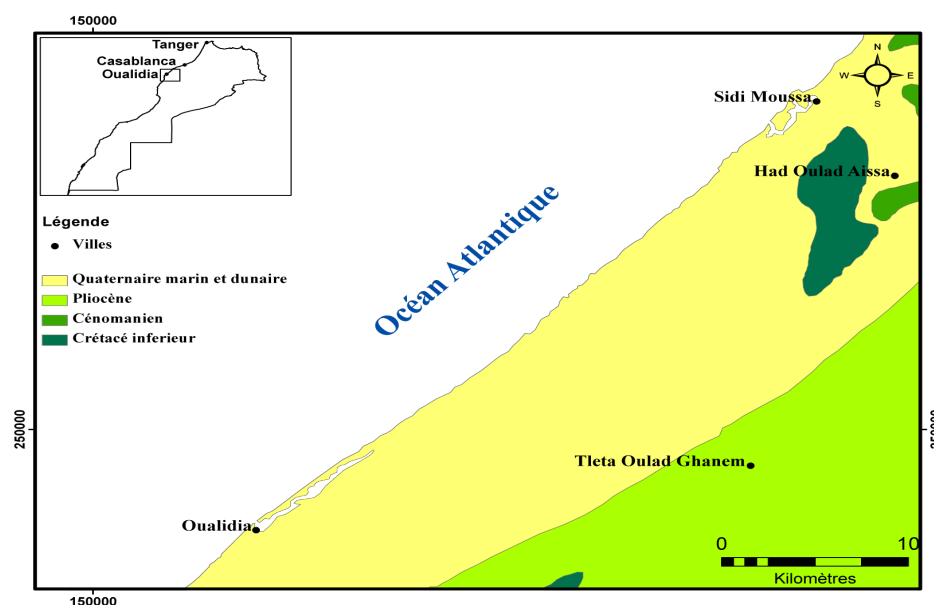 150000
Tanger
Casablanca
Oualidia
N
W E
S
Sidi Moussa
Had Oulad Aissa
Océan Atlantique
Légende
Villes
Quaternaire marin et dunaire
Pliocène
Cénomanien
Crétacé inferieur
250000
250000
Tleta Oulad Ghanem
Oualidia
0 10
Kilomètres
150000